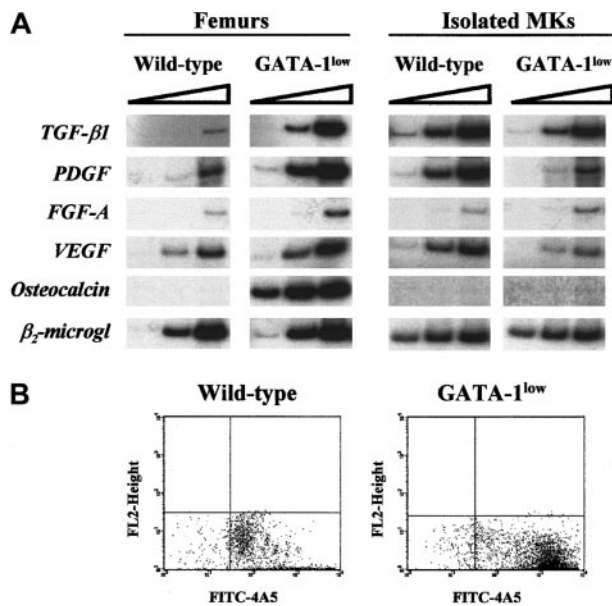 A
Femurs Isolated MKs
Wild-type GATA-1low Wild-type GATA-1low
TGF-β1
PDGF
FGF-A
VEGF
Osteocalcin
β2-microgl
B
Wild-type GATA-1low
FL2-Height FL2-Height
FITC-4A5 FITC-4A5